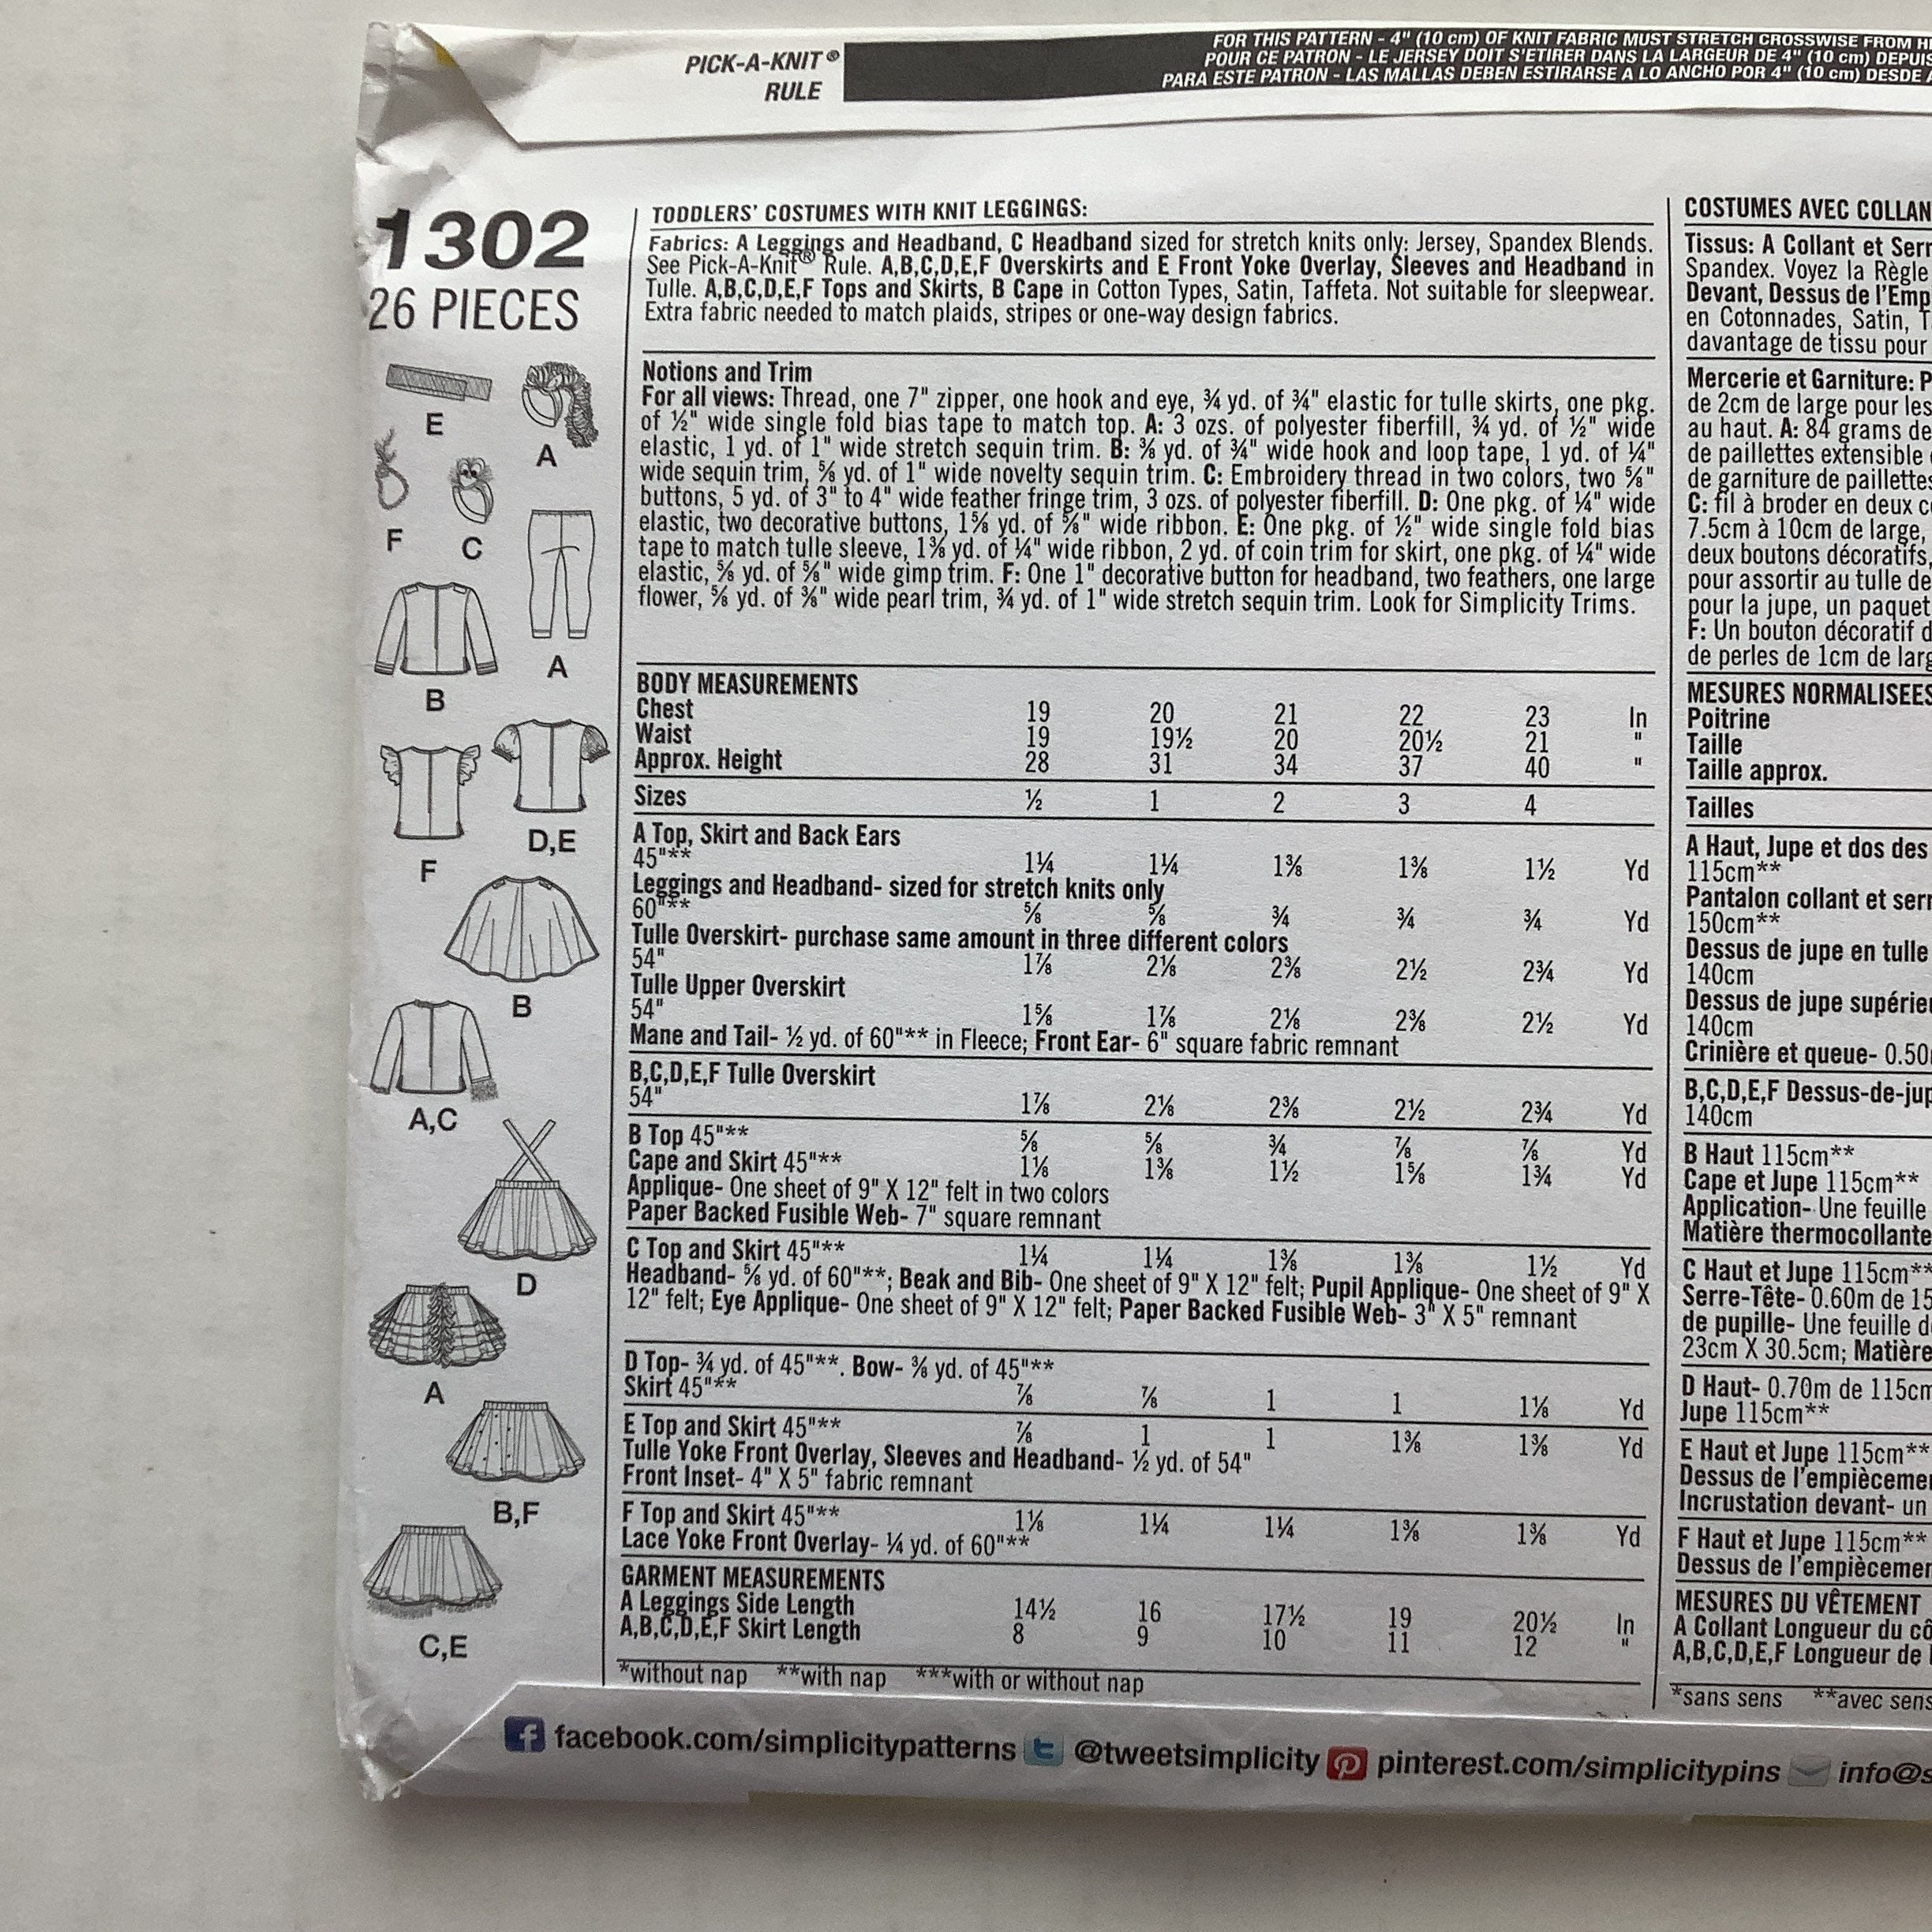 PICK-A-KNIT®
RULE
FOR THIS PATTERN - 4" (10 cm) OF KNIT FABRIC MUST STRETCH CROSSWISE FROM
POUR CE PATRON - LE JERSEY DOIT S'ETIRER DANS LA LARGEUR DE 4" (10 cm) DEPUIS
PARA ESTE PATRON - LAS MALLAS DEBEN ESTIRARSE A LO ANCHO POR 4" (10 cm) DESDE
1302
26 PIECES
E
A
F
C
A
B
D,E
F
B
A,C
D
A
B,F
C,E
TODDLERS' COSTUMES WITH KNIT LEGGINGS:
Fabrics: A Leggings and Headband, C Headband sized for stretch knits only: Jersey, Spandex Blends.
See Pick-A-Knit® Rule. A,B,C,D,E,F Overskirts and E Front Yoke Overlay, Sleeves and Headband in
Tulle. A,B,C,D,E,F Tops and Skirts, B Cape in Cotton Types, Satin, Taffeta. Not suitable for sleepwear.
Extra fabric needed to match plaids, stripes or one-way design fabrics.
Notions and Trim
For all views: Thread, one 7" zipper, one hook and eye, ¾ yd. of ¾" elastic for tulle skirts, one pkg.
of ½" wide single fold bias tape to match top. A: 3 ozs. of polyester fiberfill, ¾ yd. of ½" wide
elastic, 1 yd. of 1" wide stretch sequin trim. B: ⅜ yd. of ¾" wide hook and loop tape, 1 yd. of ¼"
wide sequin trim, ⅝ yd. of 1" wide novelty sequin trim. C: Embroidery thread in two colors, two ⅝"
buttons, 5 yd. of 3" to 4" wide feather fringe trim, 3 ozs. of polyester fiberfill. D: One pkg. of ¼" wide
elastic, two decorative buttons, 1⅝ yd. of ⅝" wide ribbon. E: One pkg. of ½" wide single fold bias
tape to match tulle sleeve, 1⅜ yd. of ¼" wide ribbon, 2 yd. of coin trim for skirt, one pkg. of ¼" wide
elastic, ⅝ yd. of ⅝" wide gimp trim. F: One 1" decorative button for headband, two feathers, one large
flower, ⅝ yd. of ⅜" wide pearl trim, ¾ yd. of 1" wide stretch sequin trim. Look for Simplicity Trims.
BODY MEASUREMENTS
Chest 19 20 21 22 23 In
Waist 19 19½ 20 20½ 21 "
Approx. Height 28 31 34 37 40 "
Sizes ½ 1 2 3 4
A Top, Skirt and Back Ears
45"** 1¼ 1¼ 1⅜ 1⅜ 1½ Yd
Leggings and Headband- sized for stretch knits only
60"** ⅝ ⅝ ¾ ¾ ¾ Yd
Tulle Overskirt- purchase same amount in three different colors
54" 1⅞ 2⅛ 2⅜ 2½ 2¾ Yd
Tulle Upper Overskirt
54" 1⅝ 1⅞ 2⅛ 2⅜ 2½ Yd
Mane and Tail- ½ yd. of 60"** in Fleece; Front Ear- 6" square fabric remnant
B,C,D,E,F Tulle Overskirt
54" 1⅞ 2⅛ 2⅜ 2½ 2¾ Yd
B Top 45"** ⅝ ⅝ ¾ ⅞ ⅞ Yd
Cape and Skirt 45"** 1⅛ 1⅜ 1½ 1⅝ 1¾ Yd
Applique- One sheet of 9" X 12" felt in two colors
Paper Backed Fusible Web- 7" square remnant
C Top and Skirt 45"** 1¼ 1¼ 1⅜ 1⅜ 1½ Yd
Headband- ⅝ yd. of 60"**; Beak and Bib- One sheet of 9" X 12" felt; Pupil Applique- One sheet of 9" X
12" felt; Eye Applique- One sheet of 9" X 12" felt; Paper Backed Fusible Web- 3" X 5" remnant
D Top- ¾ yd. of 45"**. Bow- ⅜ yd. of 45"**
Skirt 45"** ⅞ ⅞ 1 1 1⅛ Yd
E Top and Skirt 45"** ⅞ 1 1 1⅜ 1⅜ Yd
Tulle Yoke Front Overlay, Sleeves and Headband- ½ yd. of 54"
Front Inset- 4" X 5" fabric remnant
F Top and Skirt 45"** 1⅛ 1¼ 1¼ 1⅜ 1⅜ Yd
Lace Yoke Front Overlay- ¼ yd. of 60"**
GARMENT MEASUREMENTS
A Leggings Side Length 14½ 16 17½ 19 20½ In
A,B,C,D,E,F Skirt Length 8 9 10 11 12 "
*without nap **with nap ***with or without nap
COSTUMES AVEC COLLAN
Tissus: A Collant et Serr
Spandex. Voyez la Règle
Devant, Dessus de l'Emp
en Cotonnades, Satin, T
davantage de tissu pour
Mercerie et Garniture: P
de 2cm de large pour les
au haut. A: 84 grams de
de paillettes extensible
de garniture de paillettes
C: fil à broder en deux c
7.5cm à 10cm de large,
deux boutons décoratifs,
pour assortir au tulle de
pour la jupe, un paquet
F: Un bouton décoratif d
de perles de 1cm de larg
MESURES NORMALISEES
Poitrine
Taille
Taille approx.
Tailles
A Haut, Jupe et dos des
115cm**
Pantalon collant et serr
150cm**
Dessus de jupe en tulle
140cm
Dessus de jupe supérieu
140cm
Crinière et queue- 0.50
B,C,D,E,F Dessus-de-jup
140cm
B Haut 115cm**
Cape et Jupe 115cm**
Application- Une feuille
Matière thermocollante
C Haut et Jupe 115cm**
Serre-Tête- 0.60m de 15
de pupille- Une feuille d
23cm X 30.5cm; Matière
D Haut- 0.70m de 115cm
Jupe 115cm**
E Haut et Jupe 115cm**
Dessus de l'empiècemen
Incrustation devant- un
F Haut et Jupe 115cm**
Dessus de l'empiècemen
MESURES DU VÊTEMENT
A Collant Longueur du cô
A,B,C,D,E,F Longueur de
*sans sens **avec sens
facebook.com/simplicitypatterns @tweetsimplicity pinterest.com/simplicitypins info@s